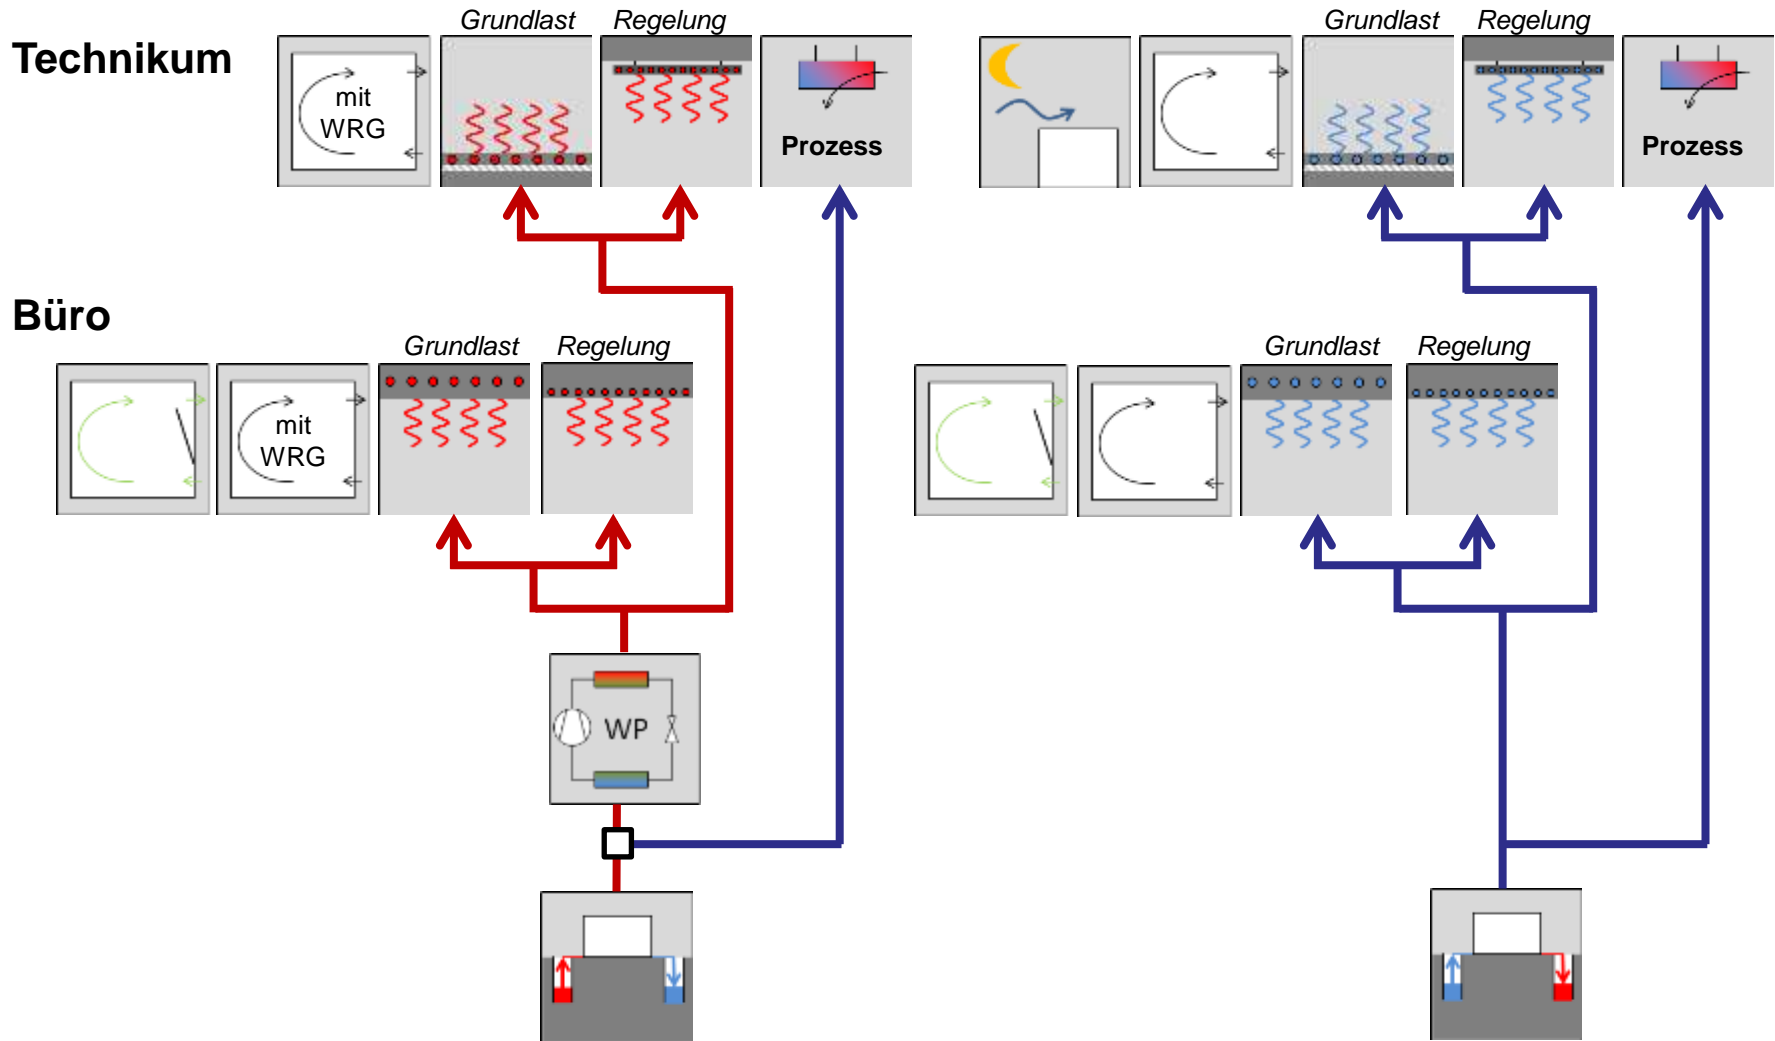 Grundlast Regelung Grundlast Regelung
Technikum
mit
WRG
Prozess Prozess
Büro
Grundlast Regelung Grundlast Regelung
mit
WRG
WP